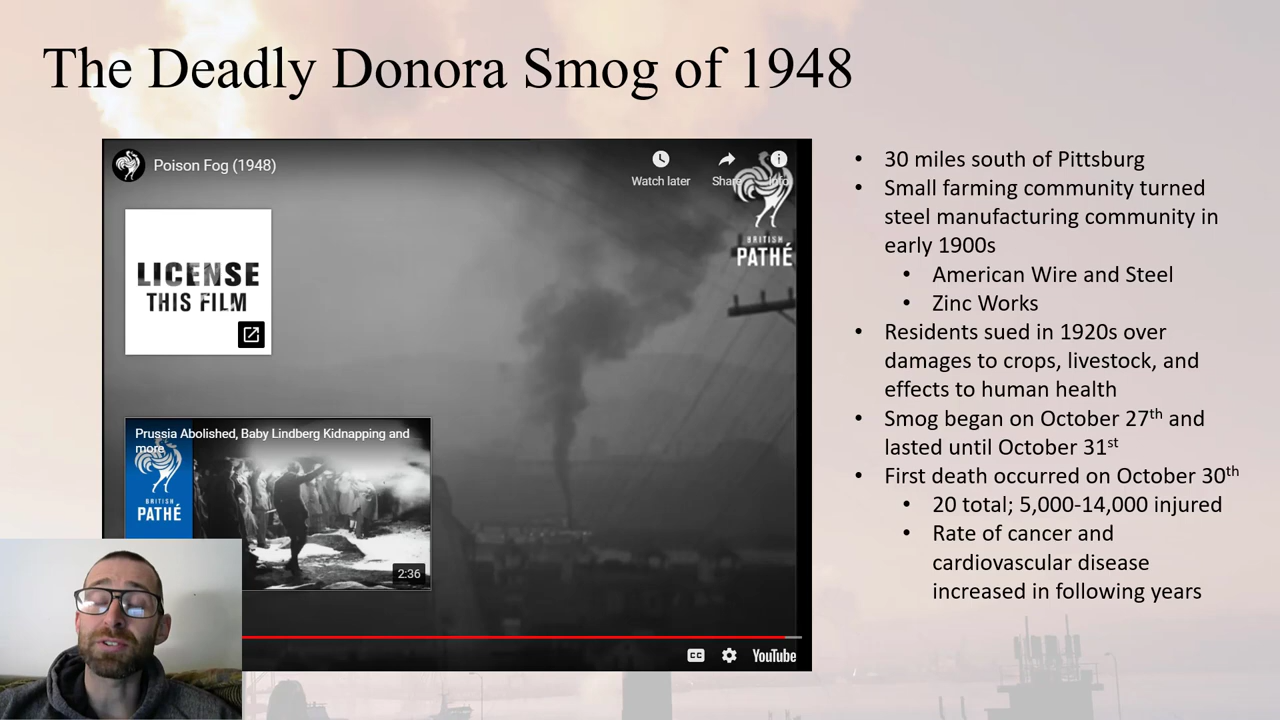 The Deadly Donora Smog of 1948
Poison Fog (1948)
Watch later
Share
Info
BRITISH
PATHÉ
LICENSE
THIS FILM
Prussia Abolished, Baby Lindberg Kidnapping and
more
BRITISH
PATHÉ
2:36
CC
YouTube
• 30 miles south of Pittsburg
• Small farming community turned
steel manufacturing community in
early 1900s
• American Wire and Steel
• Zinc Works
• Residents sued in 1920s over
damages to crops, livestock, and
effects to human health
• Smog began on October 27th and
lasted until October 31st
• First death occurred on October 30th
• 20 total; 5,000-14,000 injured
• Rate of cancer and
cardiovascular disease
increased in following years